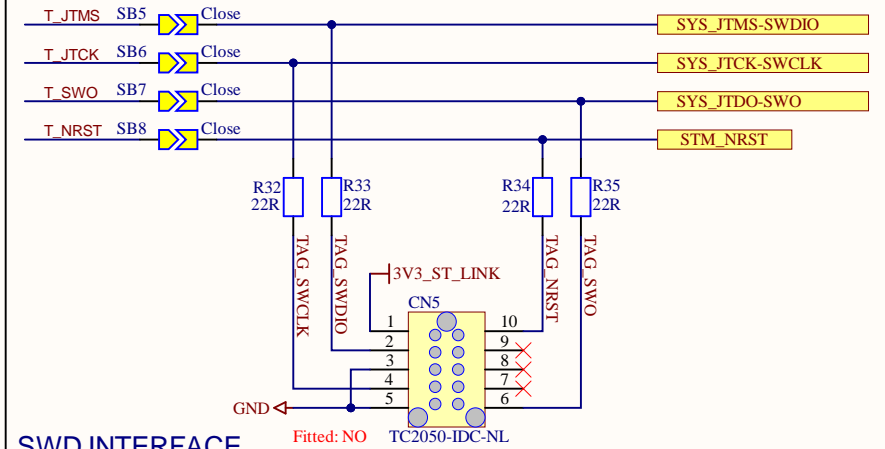 T_JTMS SB5 Close SYS_JTMS-SWDIO
T_JTCK SB6 Close SYS_JTCK-SWCLK
T_SWO SB7 Close SYS_JTDO-SWO
T_NRST SB8 Close STM_NRST
R32 R33 R34 R35
22R 22R 22R 22R
TAG_SWCLK
TAG_SWDIO
TAG_NRST
TAG_SWO
3V3_ST_LINK
CN5
1 10
2 9
3 8
4 7
5 6
GND
Fitted: NO TC2050-IDC-NL
SWD INTERFACE